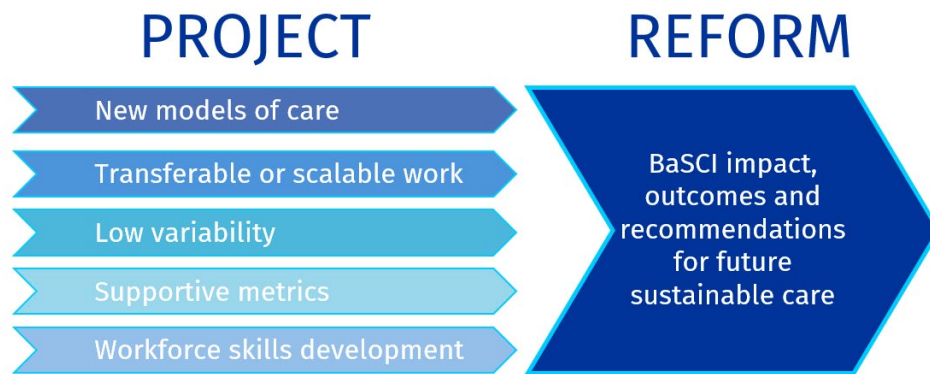 PROJECT
New models of care
Transferable or scalable work
Low variability
Supportive metrics
Workforce skills development
REFORM
BaSCI impact,
outcomes and
recommendations
for future
sustainable care